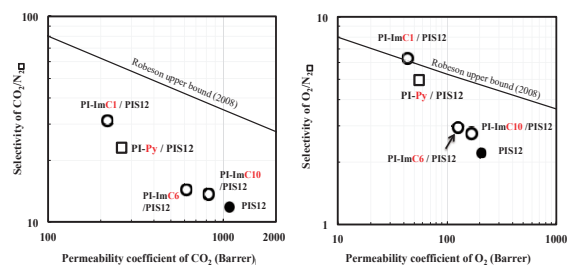 100
Selectivity of CO2/N2
10
Robeson upper bound (2008)
PI-ImC1 / PIS12
PI-Py / PIS12
PI-ImC6
/PIS12
PI-ImC10
/PIS12
PIS12
100
1000
2000
Permeability coefficient of CO2 (Barrer)
10
Selectivity of O2/N2
1
PI-ImC1 / PIS12
Robeson upper bound (2008)
PI-Py / PIS12
PI-ImC10 /PIS12
PI-ImC6 / PIS12
PIS12
10
100
1000
Permeability coefficient of O2 (Barrer)